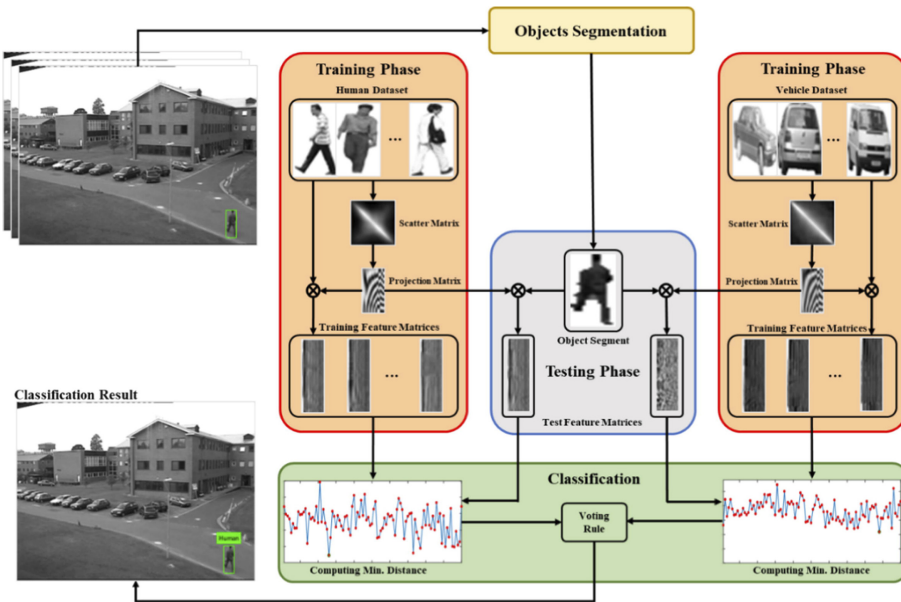 Objects Segmentation
Training Phase
Human Dataset
...
Scatter Matrix
Projection Matrix
Training Feature Matrices
...
Training Phase
Vehicle Dataset
...
Scatter Matrix
Projection Matrix
Training Feature Matrices
...
Object Segment
Testing Phase
Test Feature Matrices
Classification Result
Human
Classification
Voting
Rule
Computing Min. Distance
Computing Min. Distance